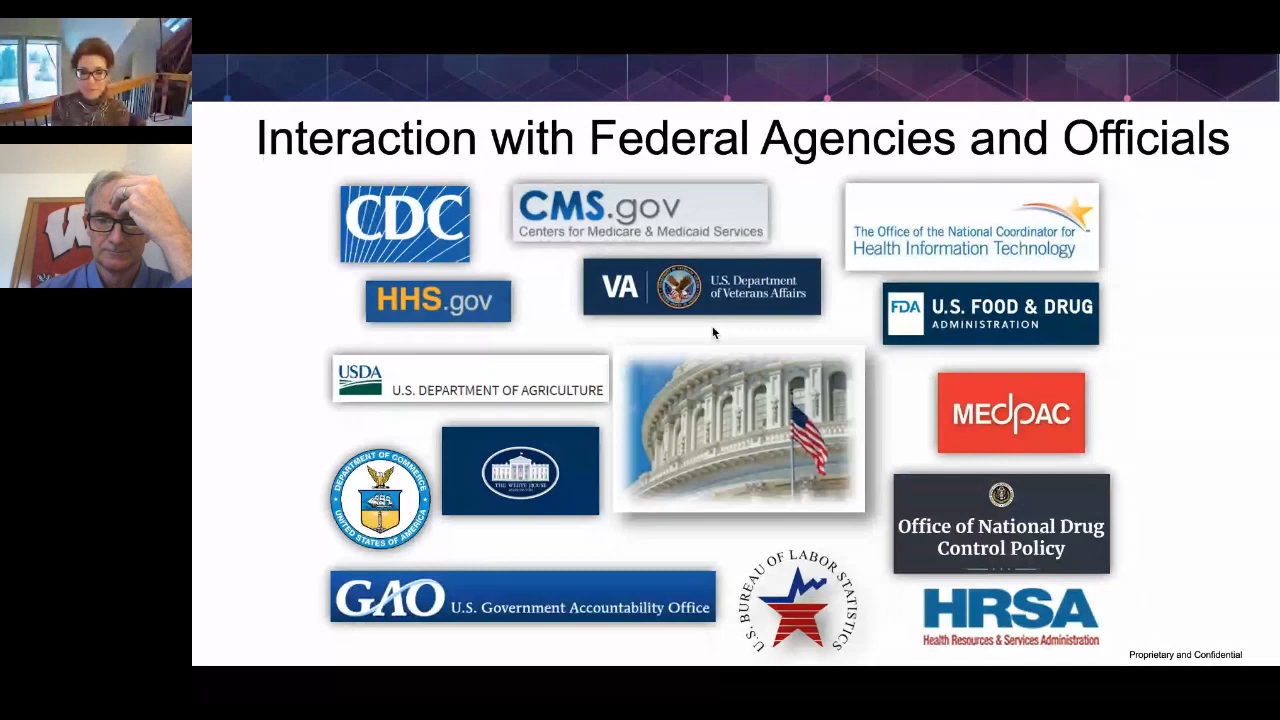 Interaction with Federal Agencies and Officials
CDC
CMS.gov
Centers for Medicare & Medicaid Services
The Office of the National Coordinator for
Health Information Technology
VA
U.S. Department
of Veterans Affairs
HHS.gov
FDA
U.S. FOOD & DRUG
ADMINISTRATION
USDA
U.S. DEPARTMENT OF AGRICULTURE
MEdpAC
DEPARTMENT OF COMMERCE
UNITED STATES OF AMERICA
THE WHITE HOUSE
Office of National Drug
Control Policy
GAO
U.S. Government Accountability Office
U.S. BUREAU OF LABOR STATISTICS
HRSA
Health Resources & Services Administration
Proprietary and Confidential
W